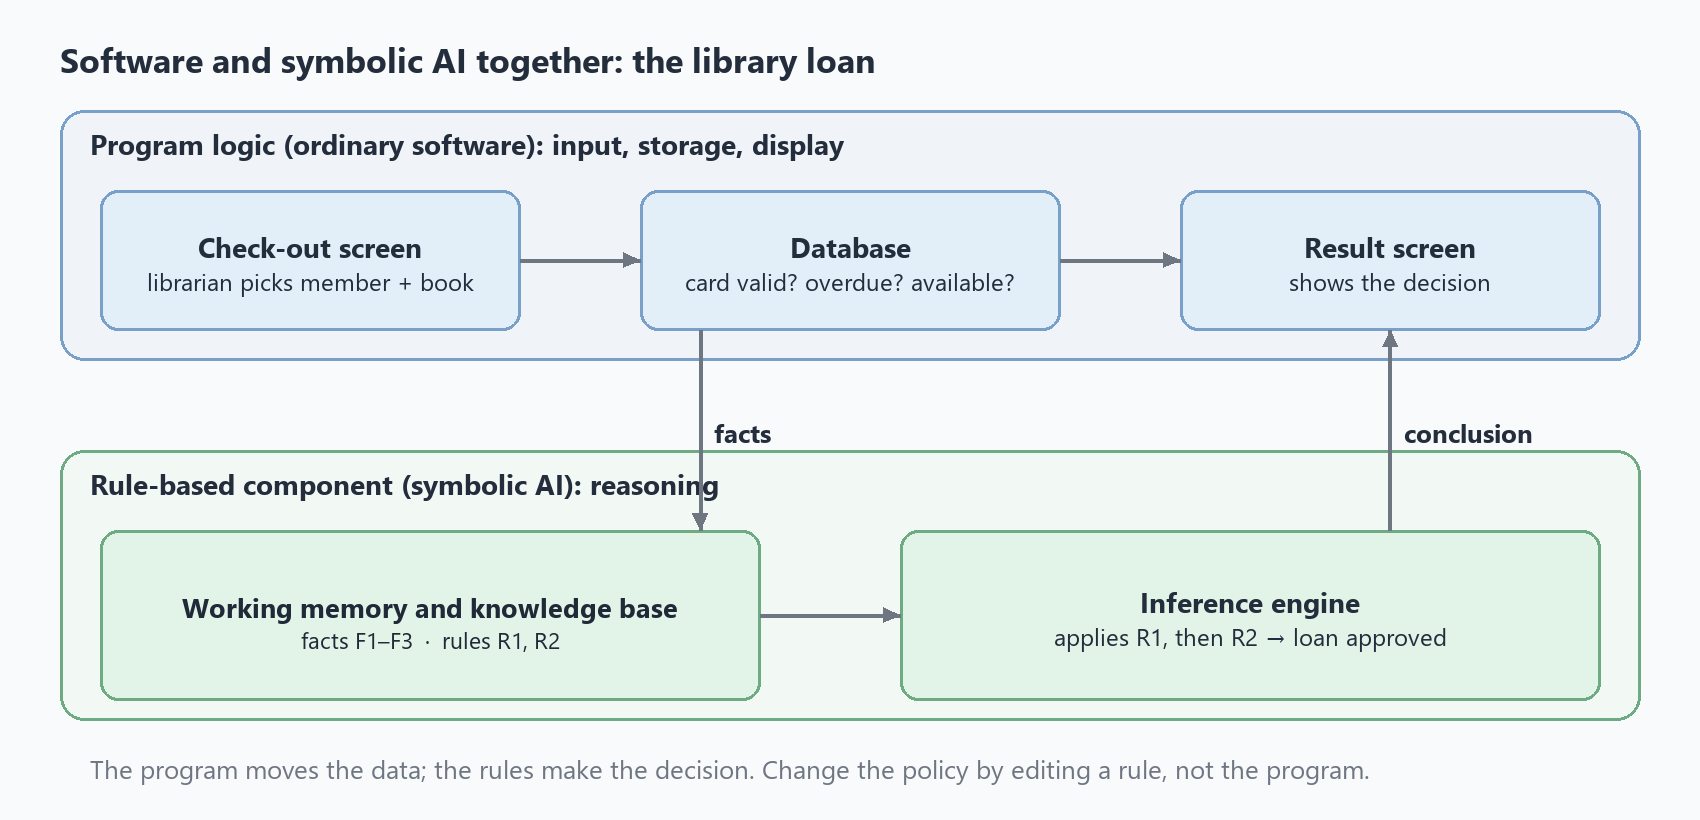 Software and symbolic AI together: the library loan
Program logic (ordinary software): input, storage, display
Check-out screen
librarian picks member + book
Database
card valid? overdue? available?
Result screen
shows the decision
facts
conclusion
Rule-based component (symbolic AI): reasoning
Working memory and knowledge base
facts F1–F3 · rules R1, R2
Inference engine
applies R1, then R2 → loan approved
The program moves the data; the rules make the decision. Change the policy by editing a rule, not the program.